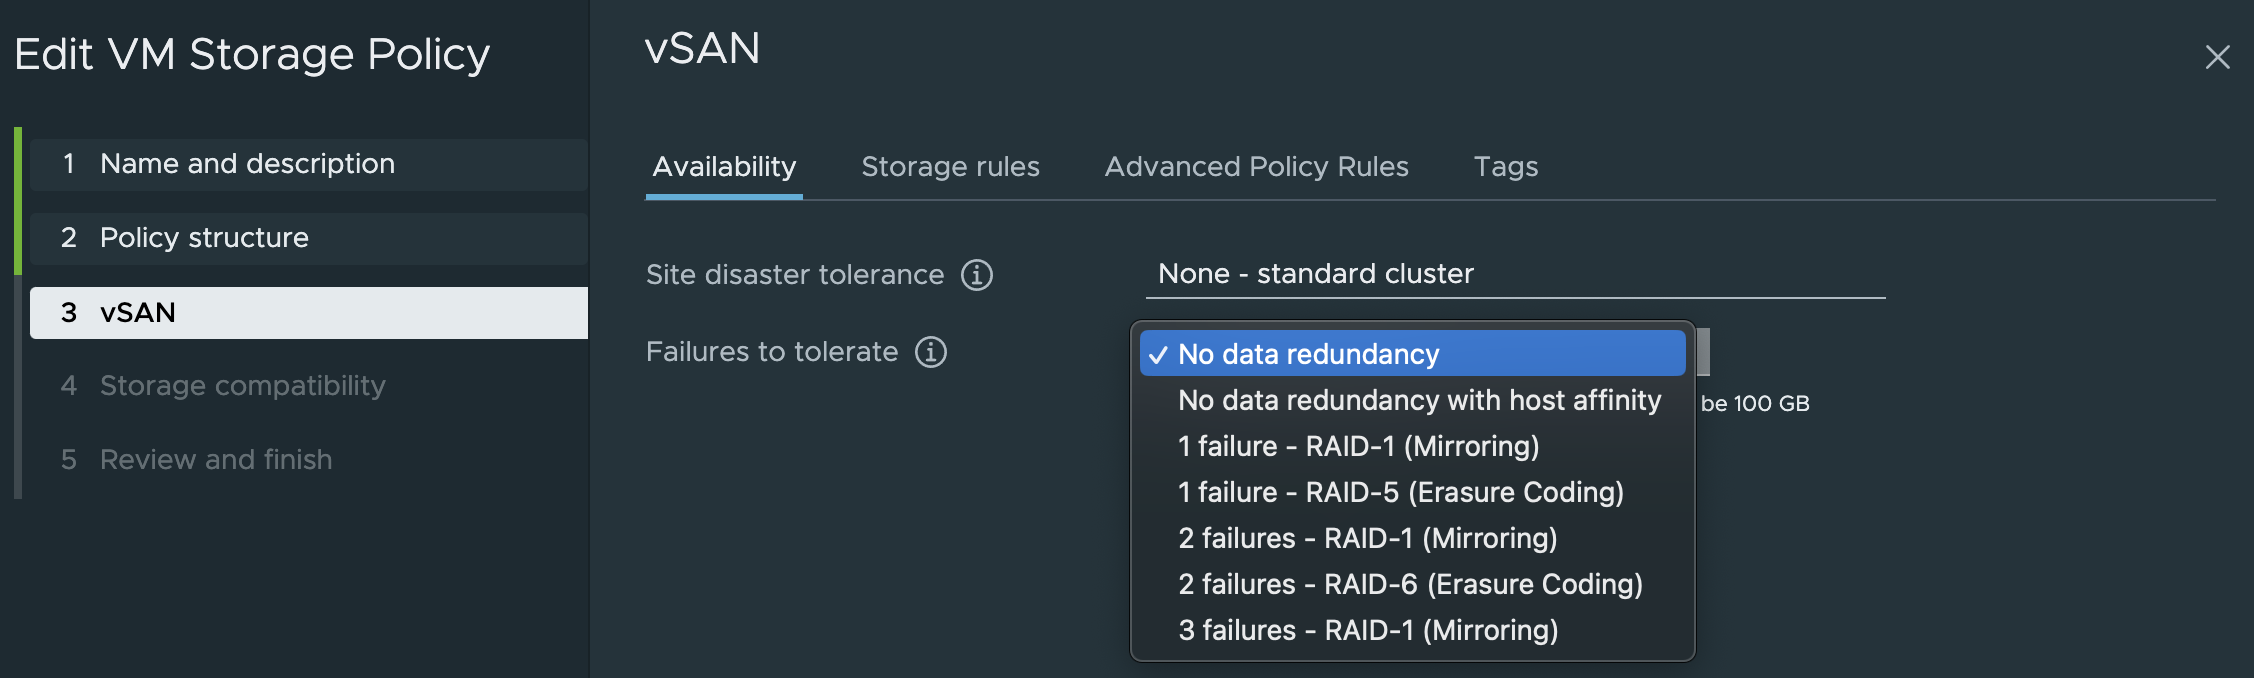 Edit VM Storage Policy
1 Name and description
2 Policy structure
3 vSAN
4 Storage compatibility
5 Review and finish
vSAN
Availability Storage rules Advanced Policy Rules Tags
Site disaster tolerance None - standard cluster
Failures to tolerate
No data redundancy
No data redundancy with host affinity
be 100 GB
1 failure - RAID-1 (Mirroring)
1 failure - RAID-5 (Erasure Coding)
2 failures - RAID-1 (Mirroring)
2 failures - RAID-6 (Erasure Coding)
3 failures - RAID-1 (Mirroring)